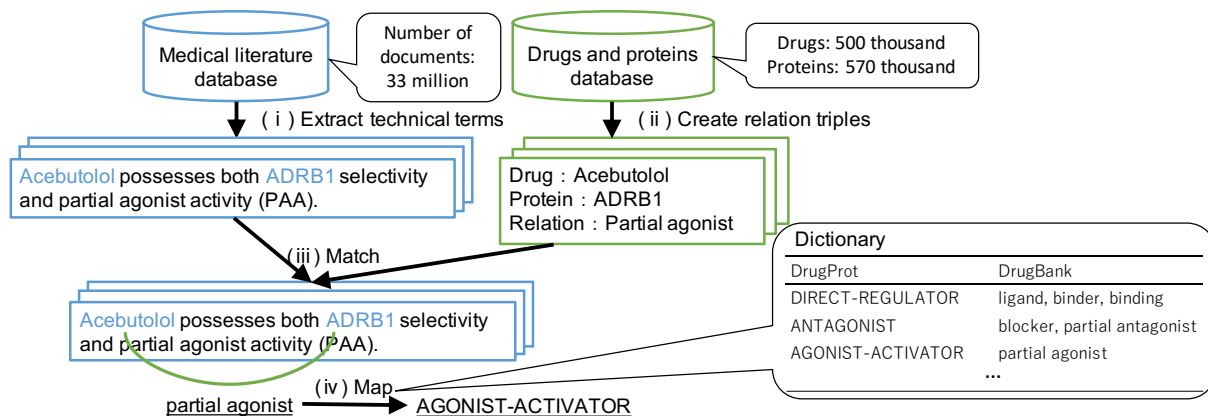 Medical literature
database
Number of
documents:
33 million
Drugs and proteins
database
Drugs: 500 thousand
Proteins: 570 thousand
(ⅰ) Extract technical terms
(ⅱ) Create relation triples
Acebutolol possesses both ADRB1 selectivity
and partial agonist activity (PAA).
Drug : Acebutolol
Protein : ADRB1
Relation : Partial agonist
(ⅲ) Match
Acebutolol possesses both ADRB1 selectivity
and partial agonist activity (PAA).
Dictionary
DrugProt DrugBank
DIRECT-REGULATOR ligand, binder, binding
ANTAGONIST blocker, partial antagonist
AGONIST-ACTIVATOR partial agonist
...
(ⅳ) Map
partial agonist AGONIST-ACTIVATOR